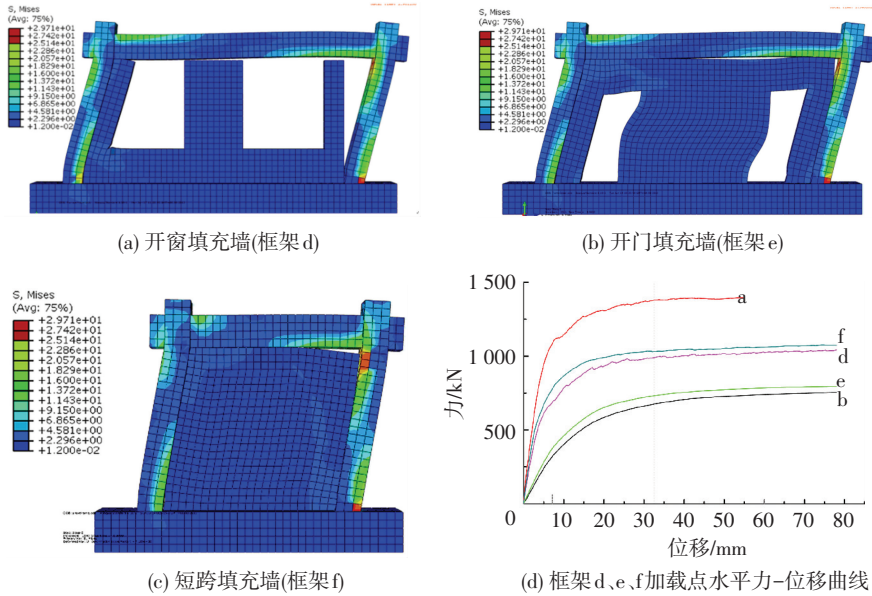 S, Mises
(Avg: 75%)
+2.971e+01
+2.742e+01
+2.514e+01
+2.286e+01
+2.057e+01
+1.829e+01
+1.600e+01
+1.372e+01
+1.143e+01
+9.150e+00
+6.865e+00
+4.581e+00
+2.296e+00
+1.200e-02
(a) 开窗填充墙(框架d)
S, Mises
(Avg: 75%)
+2.971e+01
+2.742e+01
+2.514e+01
+2.286e+01
+2.057e+01
+1.829e+01
+1.600e+01
+1.372e+01
+1.143e+01
+9.150e+00
+6.865e+00
+4.581e+00
+2.296e+00
+1.200e-02
(b) 开门填充墙(框架e)
S, Mises
(Avg: 75%)
+2.971e+01
+2.742e+01
+2.514e+01
+2.286e+01
+2.057e+01
+1.829e+01
+1.600e+01
+1.372e+01
+1.143e+01
+9.150e+00
+6.865e+00
+4.581e+00
+2.296e+00
+1.200e-02
(c) 短跨填充墙(框架f)
1 500
1 000
500
0
力/kN
a
f
d
e
b
10 20 30 40 50 60 70 80
位移/mm
(d) 框架d、e、f加载点水平力-位移曲线